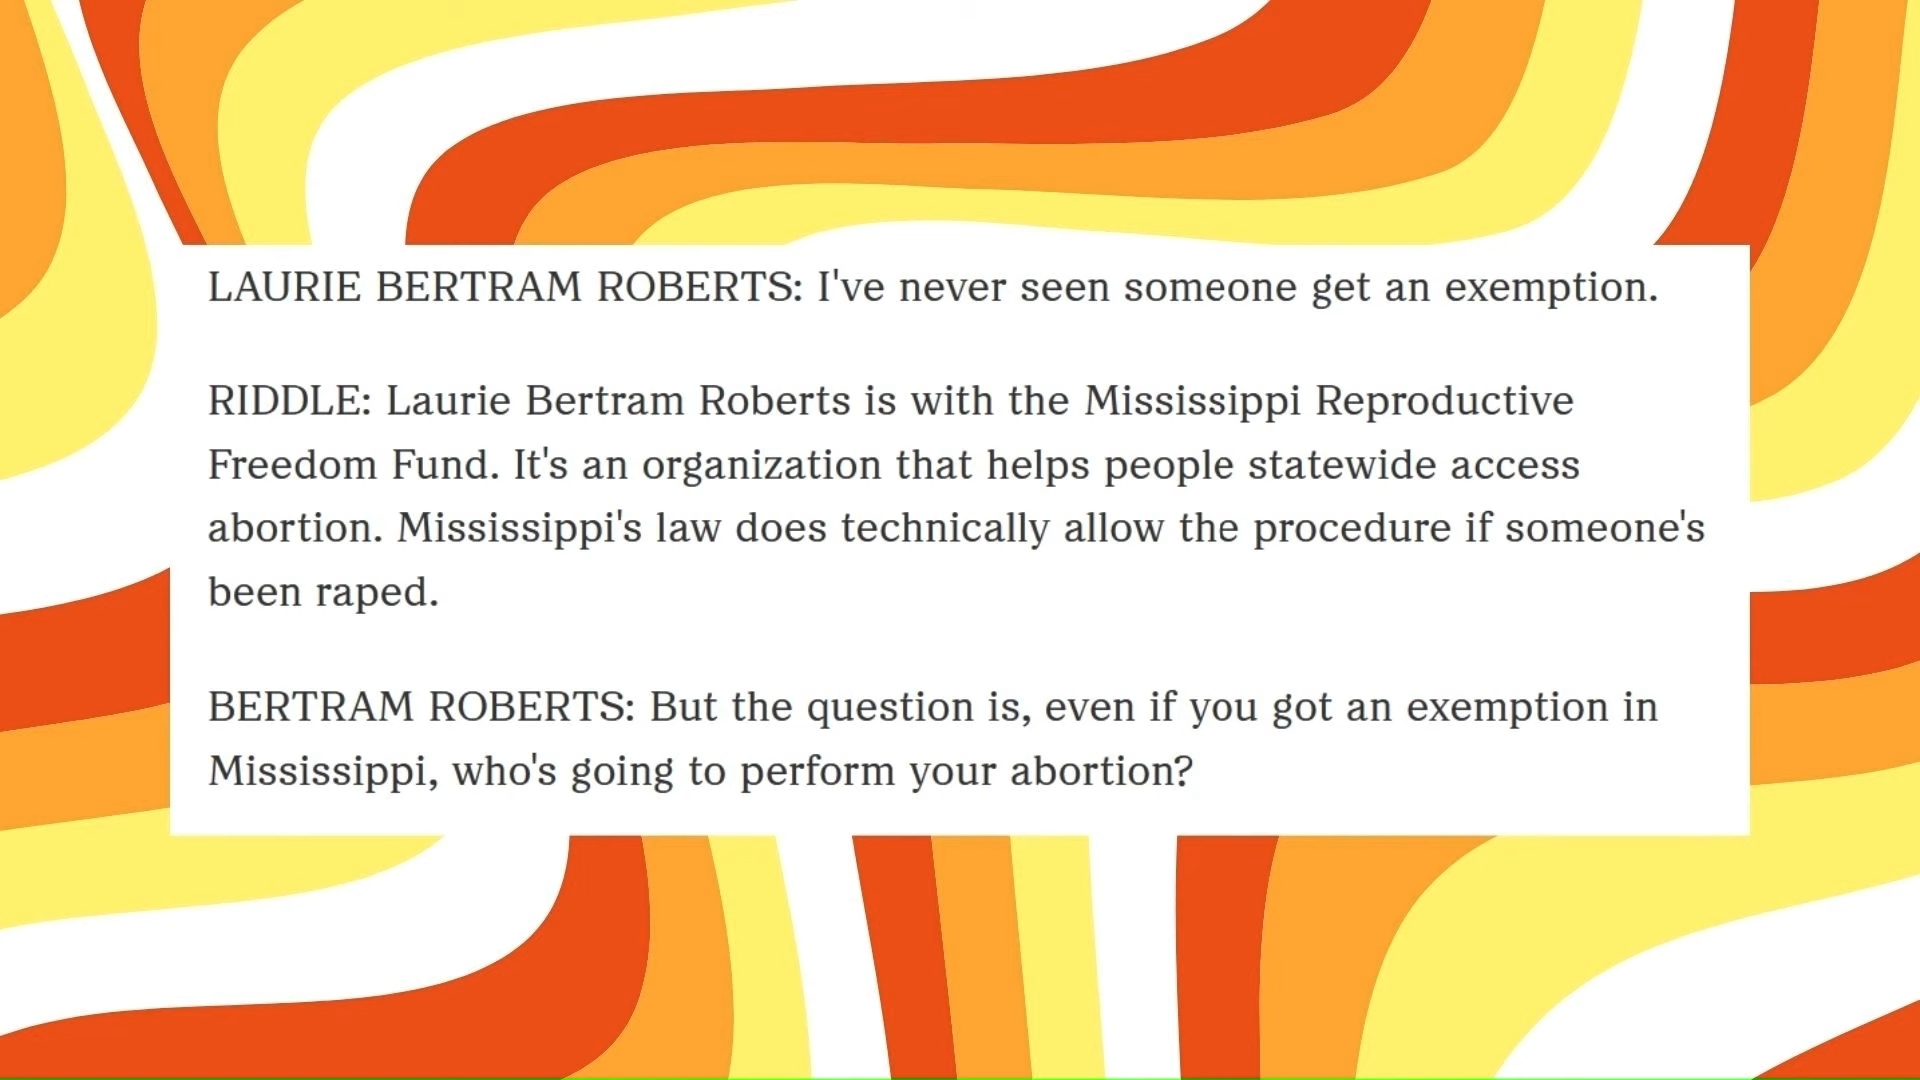 LAURIE BERTRAM ROBERTS: I've never seen someone get an exemption.
RIDDLE: Laurie Bertram Roberts is with the Mississippi Reproductive
Freedom Fund. It's an organization that helps people statewide access
abortion. Mississippi's law does technically allow the procedure if someone's
been raped.
BERTRAM ROBERTS: But the question is, even if you got an exemption in
Mississippi, who's going to perform your abortion?